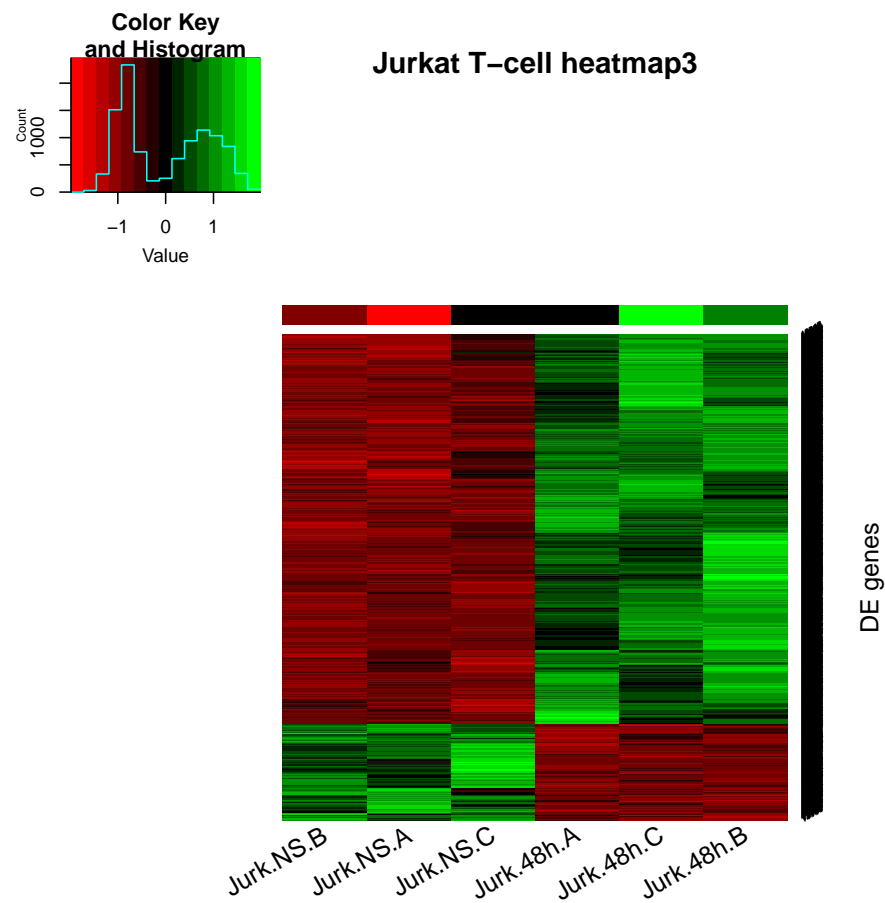 Color Key
and Histogram
Jurkat T−cell heatmap3
Count
0
1000
−1
0
1
Value
DE genes
Jurk.NS.B
Jurk.NS.A
Jurk.NS.C
Jurk.48h.A
Jurk.48h.C
Jurk.48h.B